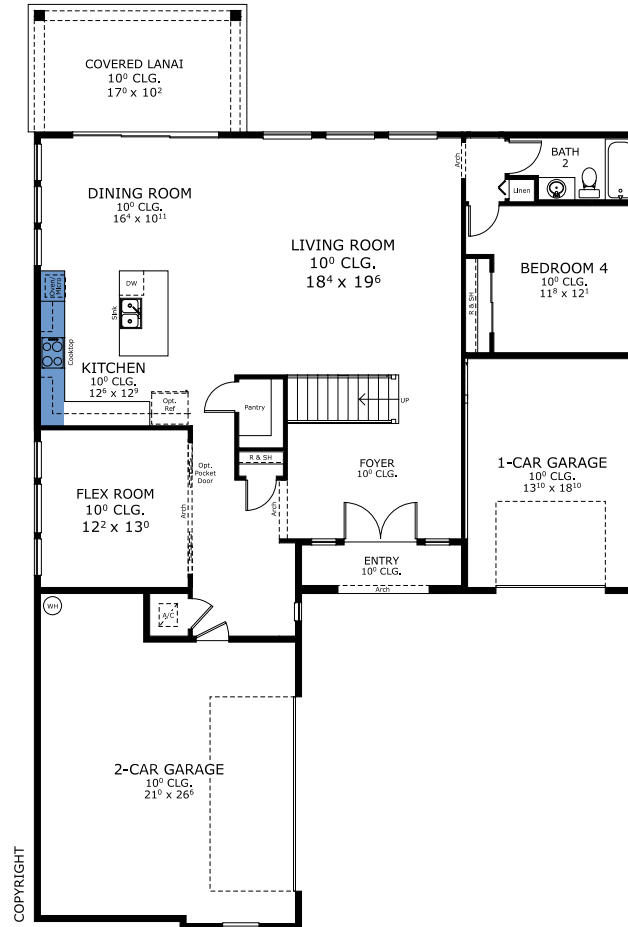 COVERED LANAI
10⁰ CLG.
17⁰ x 10²
DINING ROOM
10⁰ CLG.
16⁴ x 10¹¹
LIVING ROOM
10⁰ CLG.
18⁴ x 19⁶
Arch
BATH
2
Linen
BEDROOM 4
10⁰ CLG.
11⁸ x 12¹
R & SH
Oven/
Micro
DW
Sink
Cooktop
KITCHEN
10⁰ CLG.
12⁶ x 12⁹
Opt.
Ref
Pantry
UP
R & SH
Opt.
Pocket
Door
Arch
FLEX ROOM
10⁰ CLG.
12² x 13⁰
Arch
FOYER
10⁰ CLG.
1-CAR GARAGE
10⁰ CLG.
13¹⁰ x 18¹⁰
ENTRY
10⁰ CLG.
Arch
WH
A/C
2-CAR GARAGE
10⁰ CLG.
21⁰ x 26⁶
COPYRIGHT